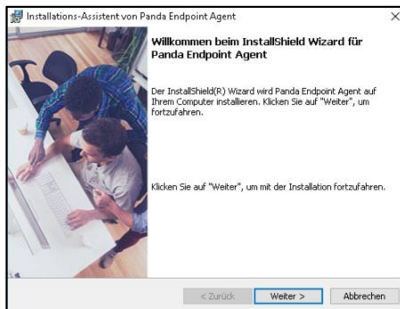 Installations-Assistent von Panda Endpoint Agent
Willkommen beim InstallShield Wizard für
Panda Endpoint Agent
Der InstallShield(R) Wizard wird Panda Endpoint Agent auf
Ihrem Computer installieren. Klicken Sie auf "Weiter", um
fortzufahren.
Klicken Sie auf "Weiter", um mit der Installation fortzufahren.
< Zurück Weiter > Abbrechen